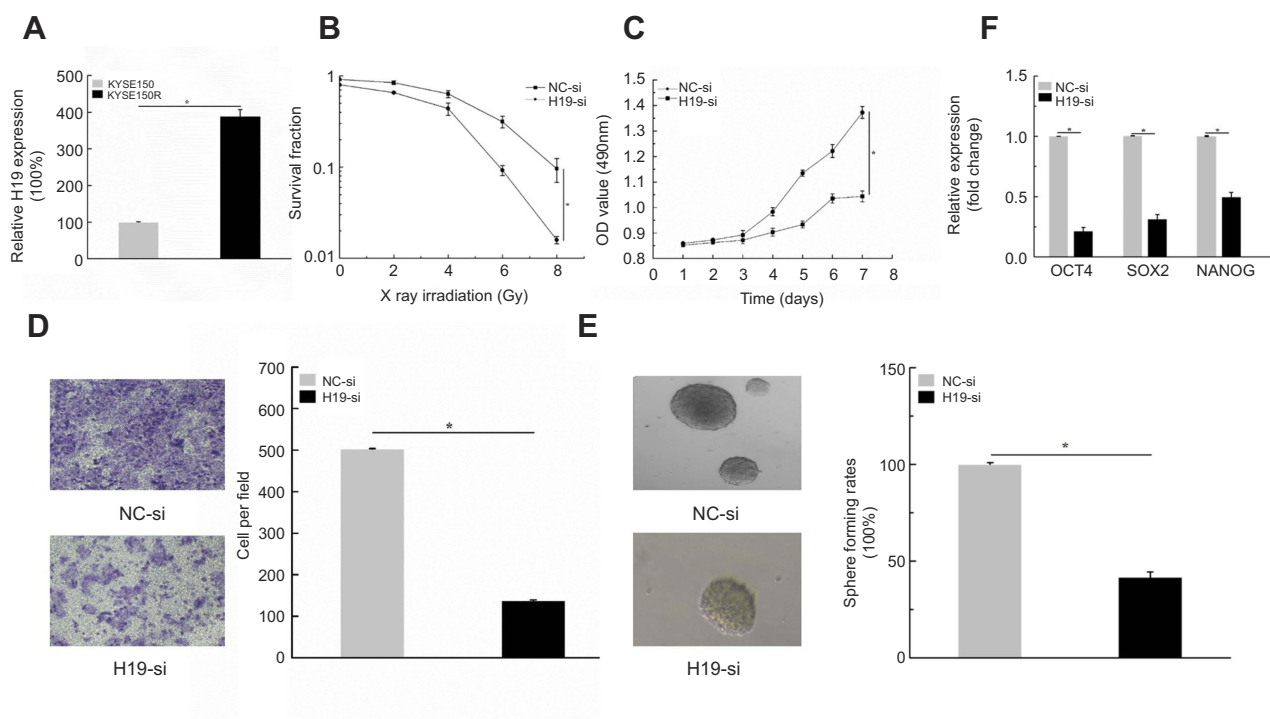 A
Relative H19 expression
(100%)
500
400
300
200
100
0
KYSE150
KYSE150R
*
B
Survival fraction
1
0.1
0.01
NC-si
H19-si
*
0 2 4 6 8
X ray irradiation (Gy)
C
OD value (490nm)
1.5
1.4
1.3
1.2
1.1
1.0
0.9
0.8
NC-si
H19-si
*
0 1 2 3 4 5 6 7 8
Time (days)
F
Relative expression
(fold change)
1.5
1.0
0.5
0.0
NC-si
H19-si
* * *
OCT4 SOX2 NANOG
D
NC-si
H19-si
Cell per field
700
600
500
400
300
200
100
0
NC-si
H19-si
*
E
NC-si
H19-si
Sphere forming rates
(100%)
150
100
50
0
NC-si
H19-si
*